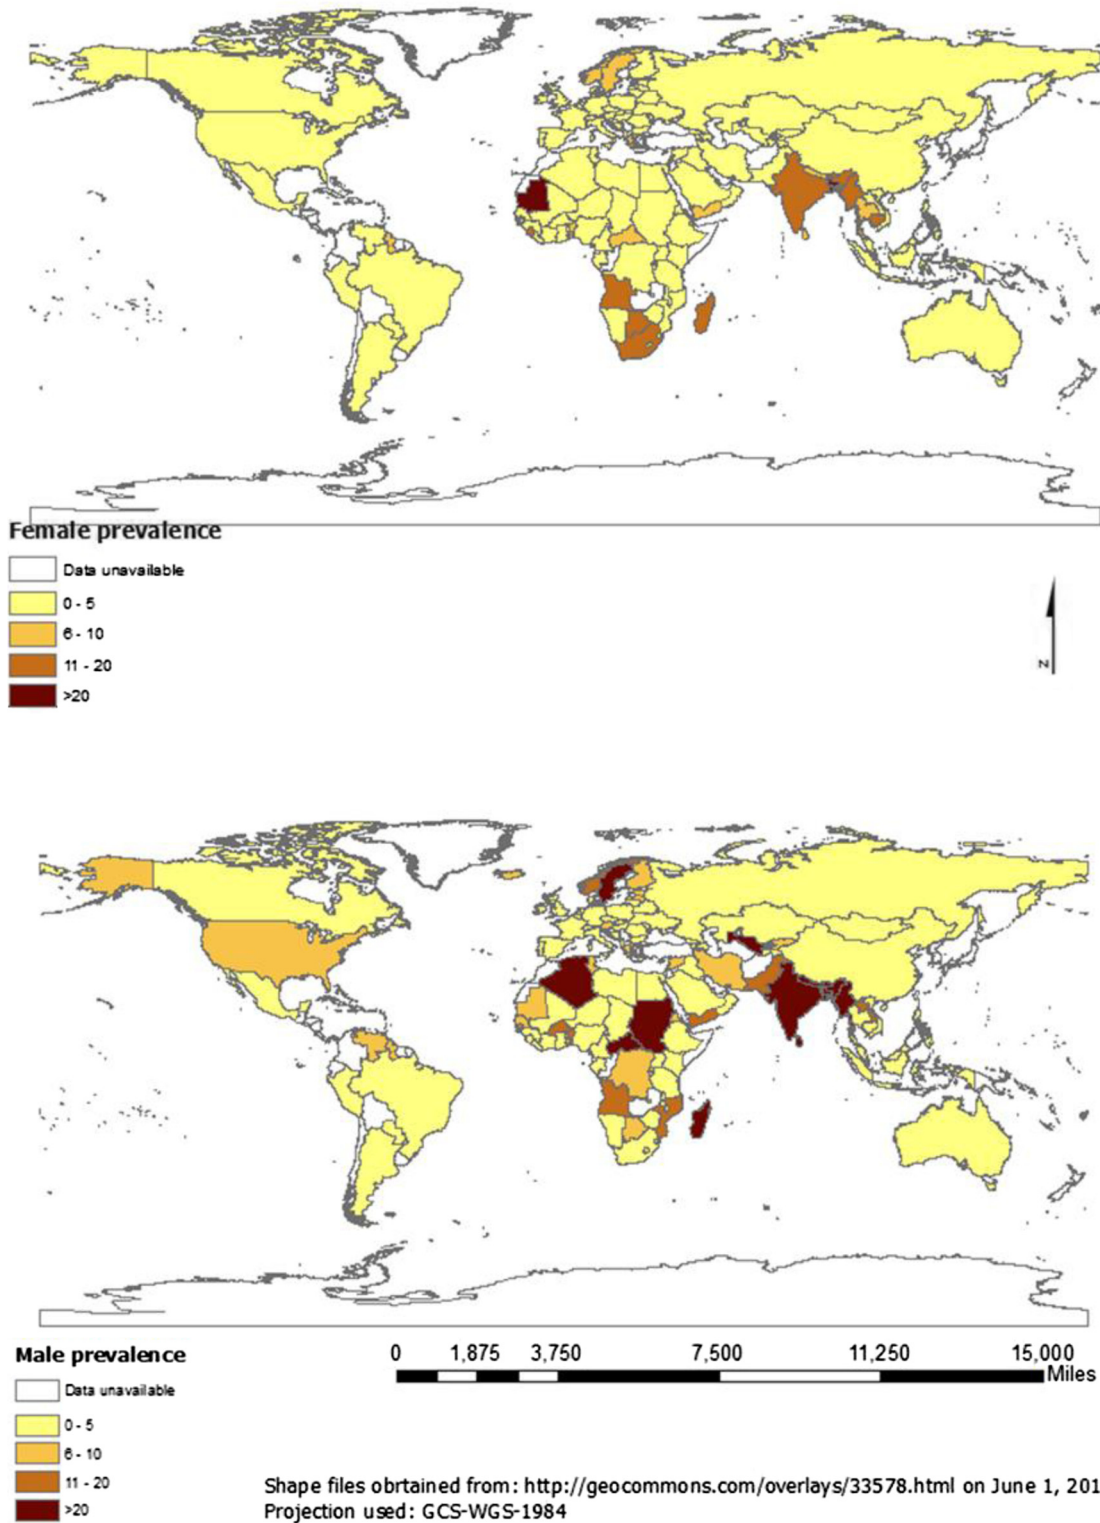 Female prevalence
Data unavailable
0 - 5
6 - 10
11 - 20
>20
N
Male prevalence
0 1,875 3,750 7,500 11,250 15,000
Miles
Data unavailable
0 - 5
6 - 10
11 - 20
>20
Shape files obrtained from: http://geocommons.com/overlays/33578.html on June 1, 201
Projection used: GCS-WGS-1984